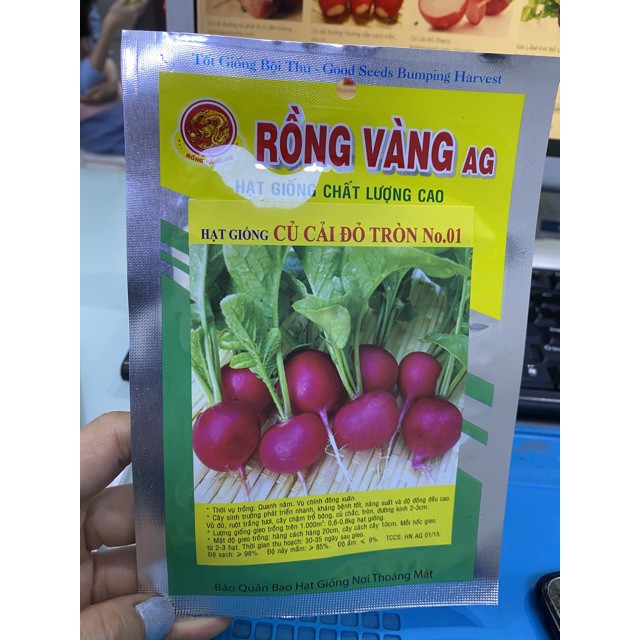 Tốt Giống Bội Thu - Good Seeds Bumping Harvest
RỒNG VÀNG AG
RỒNG VÀNG AG
HẠT GIỐNG CHẤT LƯỢNG CAO
HẠT GIỐNG CỦ CẢI ĐỎ TRÒN No.01
* Thời vụ trồng: Quanh năm. Vụ chính đông xuân.
* Cây sinh trưởng phát triển nhanh, kháng bệnh tốt, năng suất và độ đồng đều cao.
Vỏ đỏ, ruột trắng tươi, cây chậm trổ bông, củ chắc, tròn, đường kính 2-3cm.
* Lượng giống gieo trồng trên 1.000m²: 0,6-0,8kg hạt giống.
* Mật độ gieo trồng: hàng cách hàng 20cm, cây cách cây 10cm. Mỗi hốc gieo
từ 2-3 hạt. Thời gian thu hoạch: 30-35 ngày sau gieo.
Độ sạch: ≥ 98%. Độ nảy mầm: ≥ 85%. Độ ẩm: < 9%. TCCS: HN AG 01/15.
Bảo Quản Bao Hạt Giống Nơi Thoáng Mát